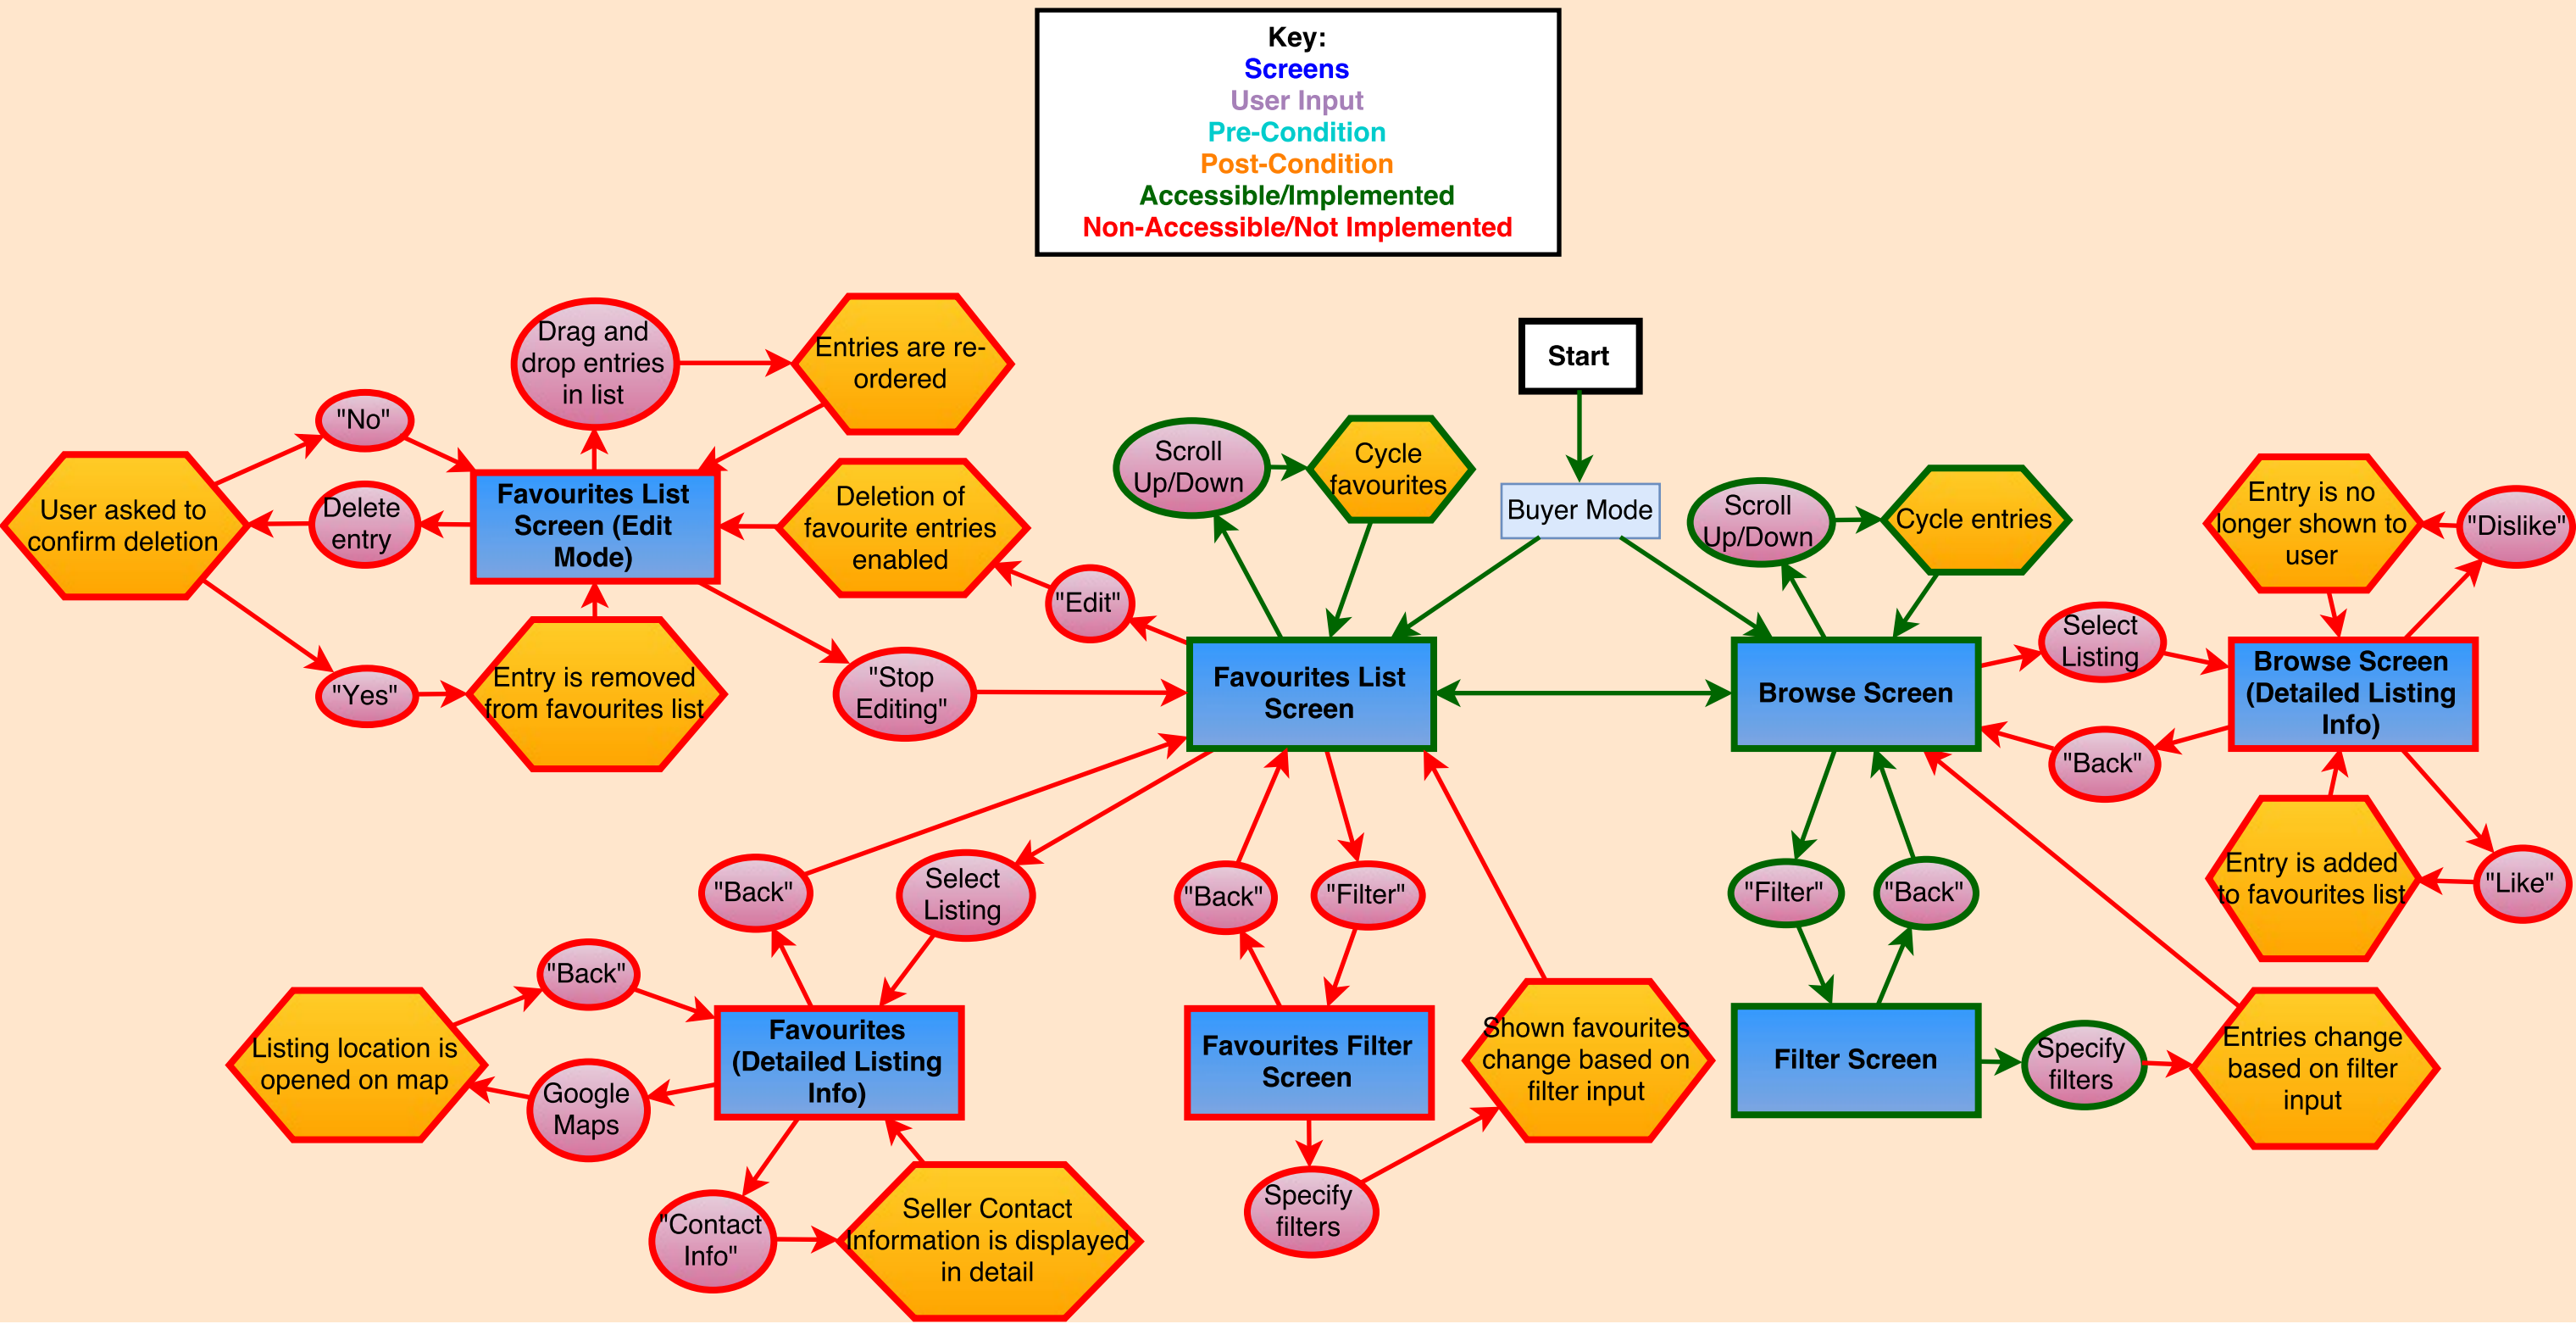 Key:
Screens
User Input
Pre-Condition
Post-Condition
Accessible/Implemented
Non-Accessible/Not Implemented
Start
Buyer Mode
Drag and
drop entries
in list
Entries are re-
ordered
"No"
User asked to
confirm deletion
Delete
entry
Favourites List
Screen (Edit
Mode)
Deletion of
favourite entries
enabled
"Edit"
"Yes"
Entry is removed
from favourites list
"Stop
Editing"
Scroll
Up/Down
Cycle
favourites
Favourites List
Screen
Scroll
Up/Down
Cycle entries
Browse Screen
Select
Listing
"Back"
Entry is no
longer shown to
user
"Dislike"
Browse Screen
(Detailed Listing
Info)
Entry is added
to favourites list
"Like"
"Back"
Select
Listing
"Back"
Listing location is
opened on map
Google
Maps
Favourites
(Detailed Listing
Info)
"Contact
Info"
Seller Contact
Information is displayed
in detail
"Back"
"Filter"
Favourites Filter
Screen
Specify
filters
Shown favourites
change based on
filter input
"Filter"
"Back"
Filter Screen
Specify
filters
Entries change
based on filter
input